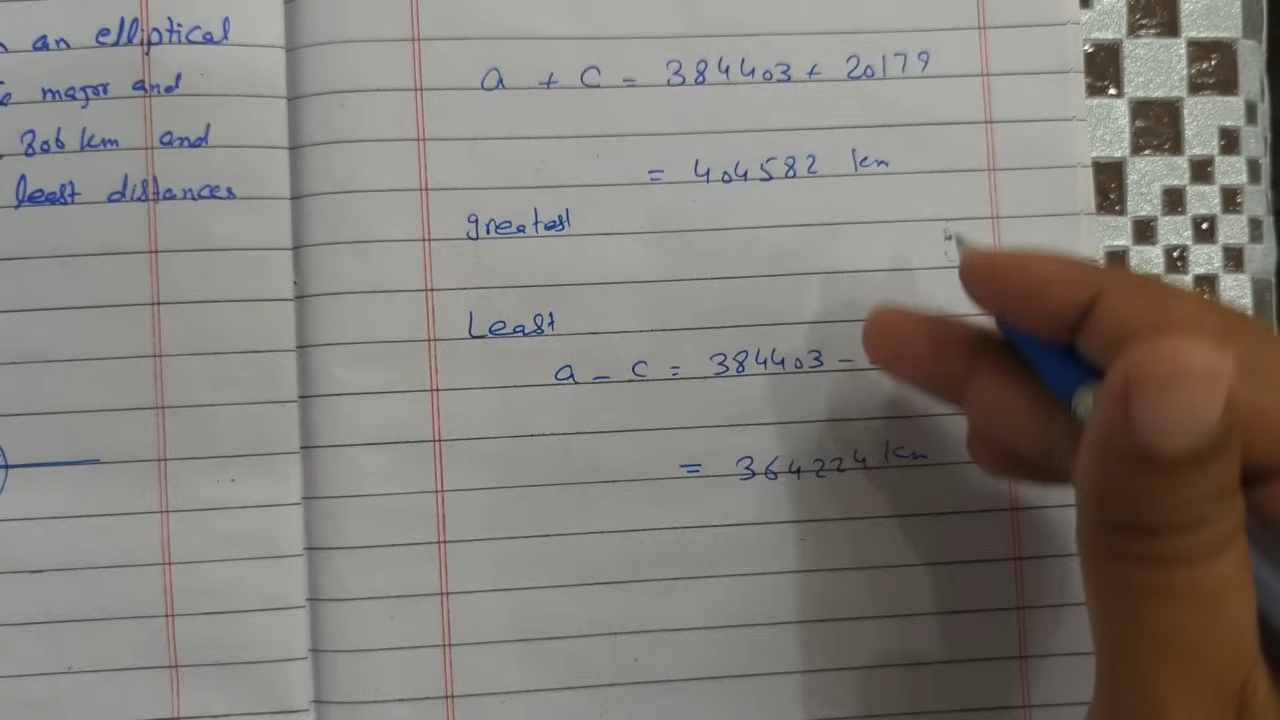 an elliptical
major and
806 km and
least distances
a + c = 384403 + 20179
= 404582 km
greatest
Least
a - c = 384403 -
= 364224 km